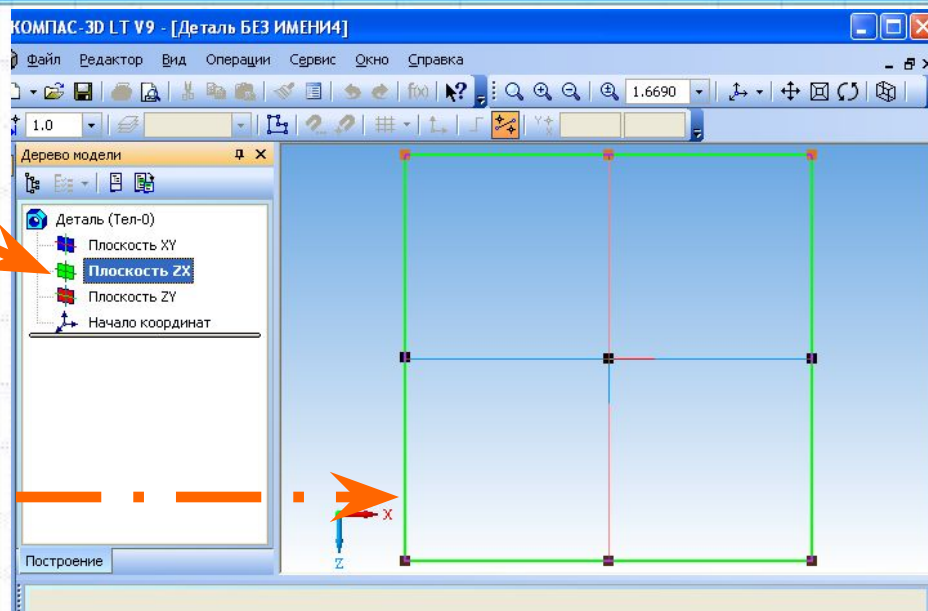 КОМПАС-3D LT V9 - [Деталь БЕЗ ИМЕНИ4]
Файл Редактор Вид Операции Сервис Окно Справка
1.6690
1.0
Дерево модели
Деталь (Тел-0)
Плоскость XY
Плоскость ZX
Плоскость ZY
Начало координат
X
Z
Построение